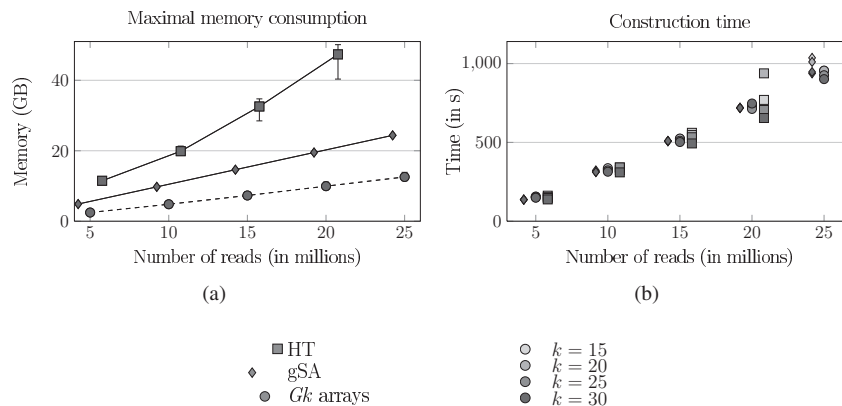 Maximal memory consumption
Memory (GB)
40
20
0
5 10 15 20 25
Number of reads (in millions)
(a)
Construction time
Time (in s)
1,000
500
0
5 10 15 20 25
Number of reads (in millions)
(b)
HT
gSA
Gk arrays
k = 15
k = 20
k = 25
k = 30